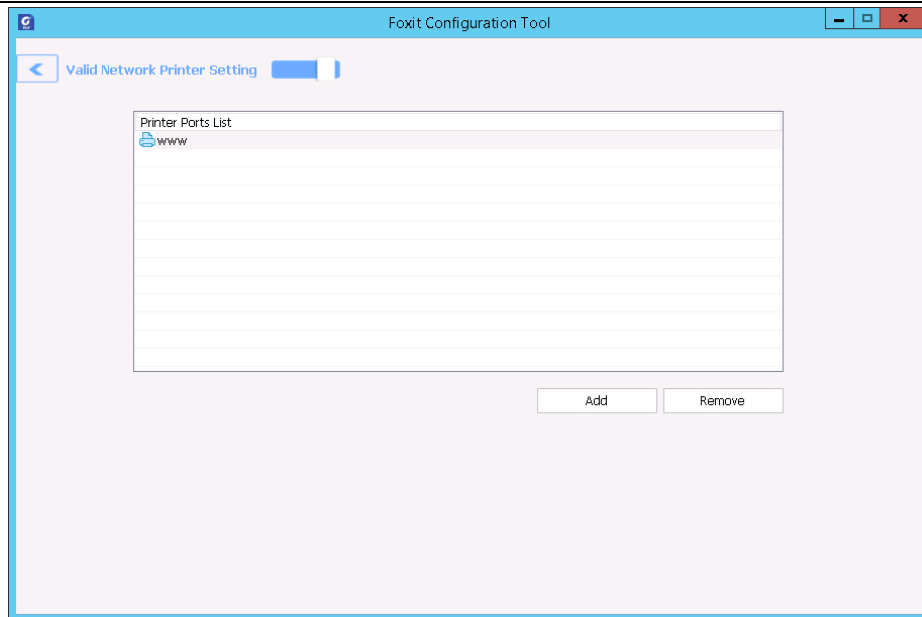 Foxit Configuration Tool
Valid Network Printer Setting
Printer Ports List
www
Add
Remove